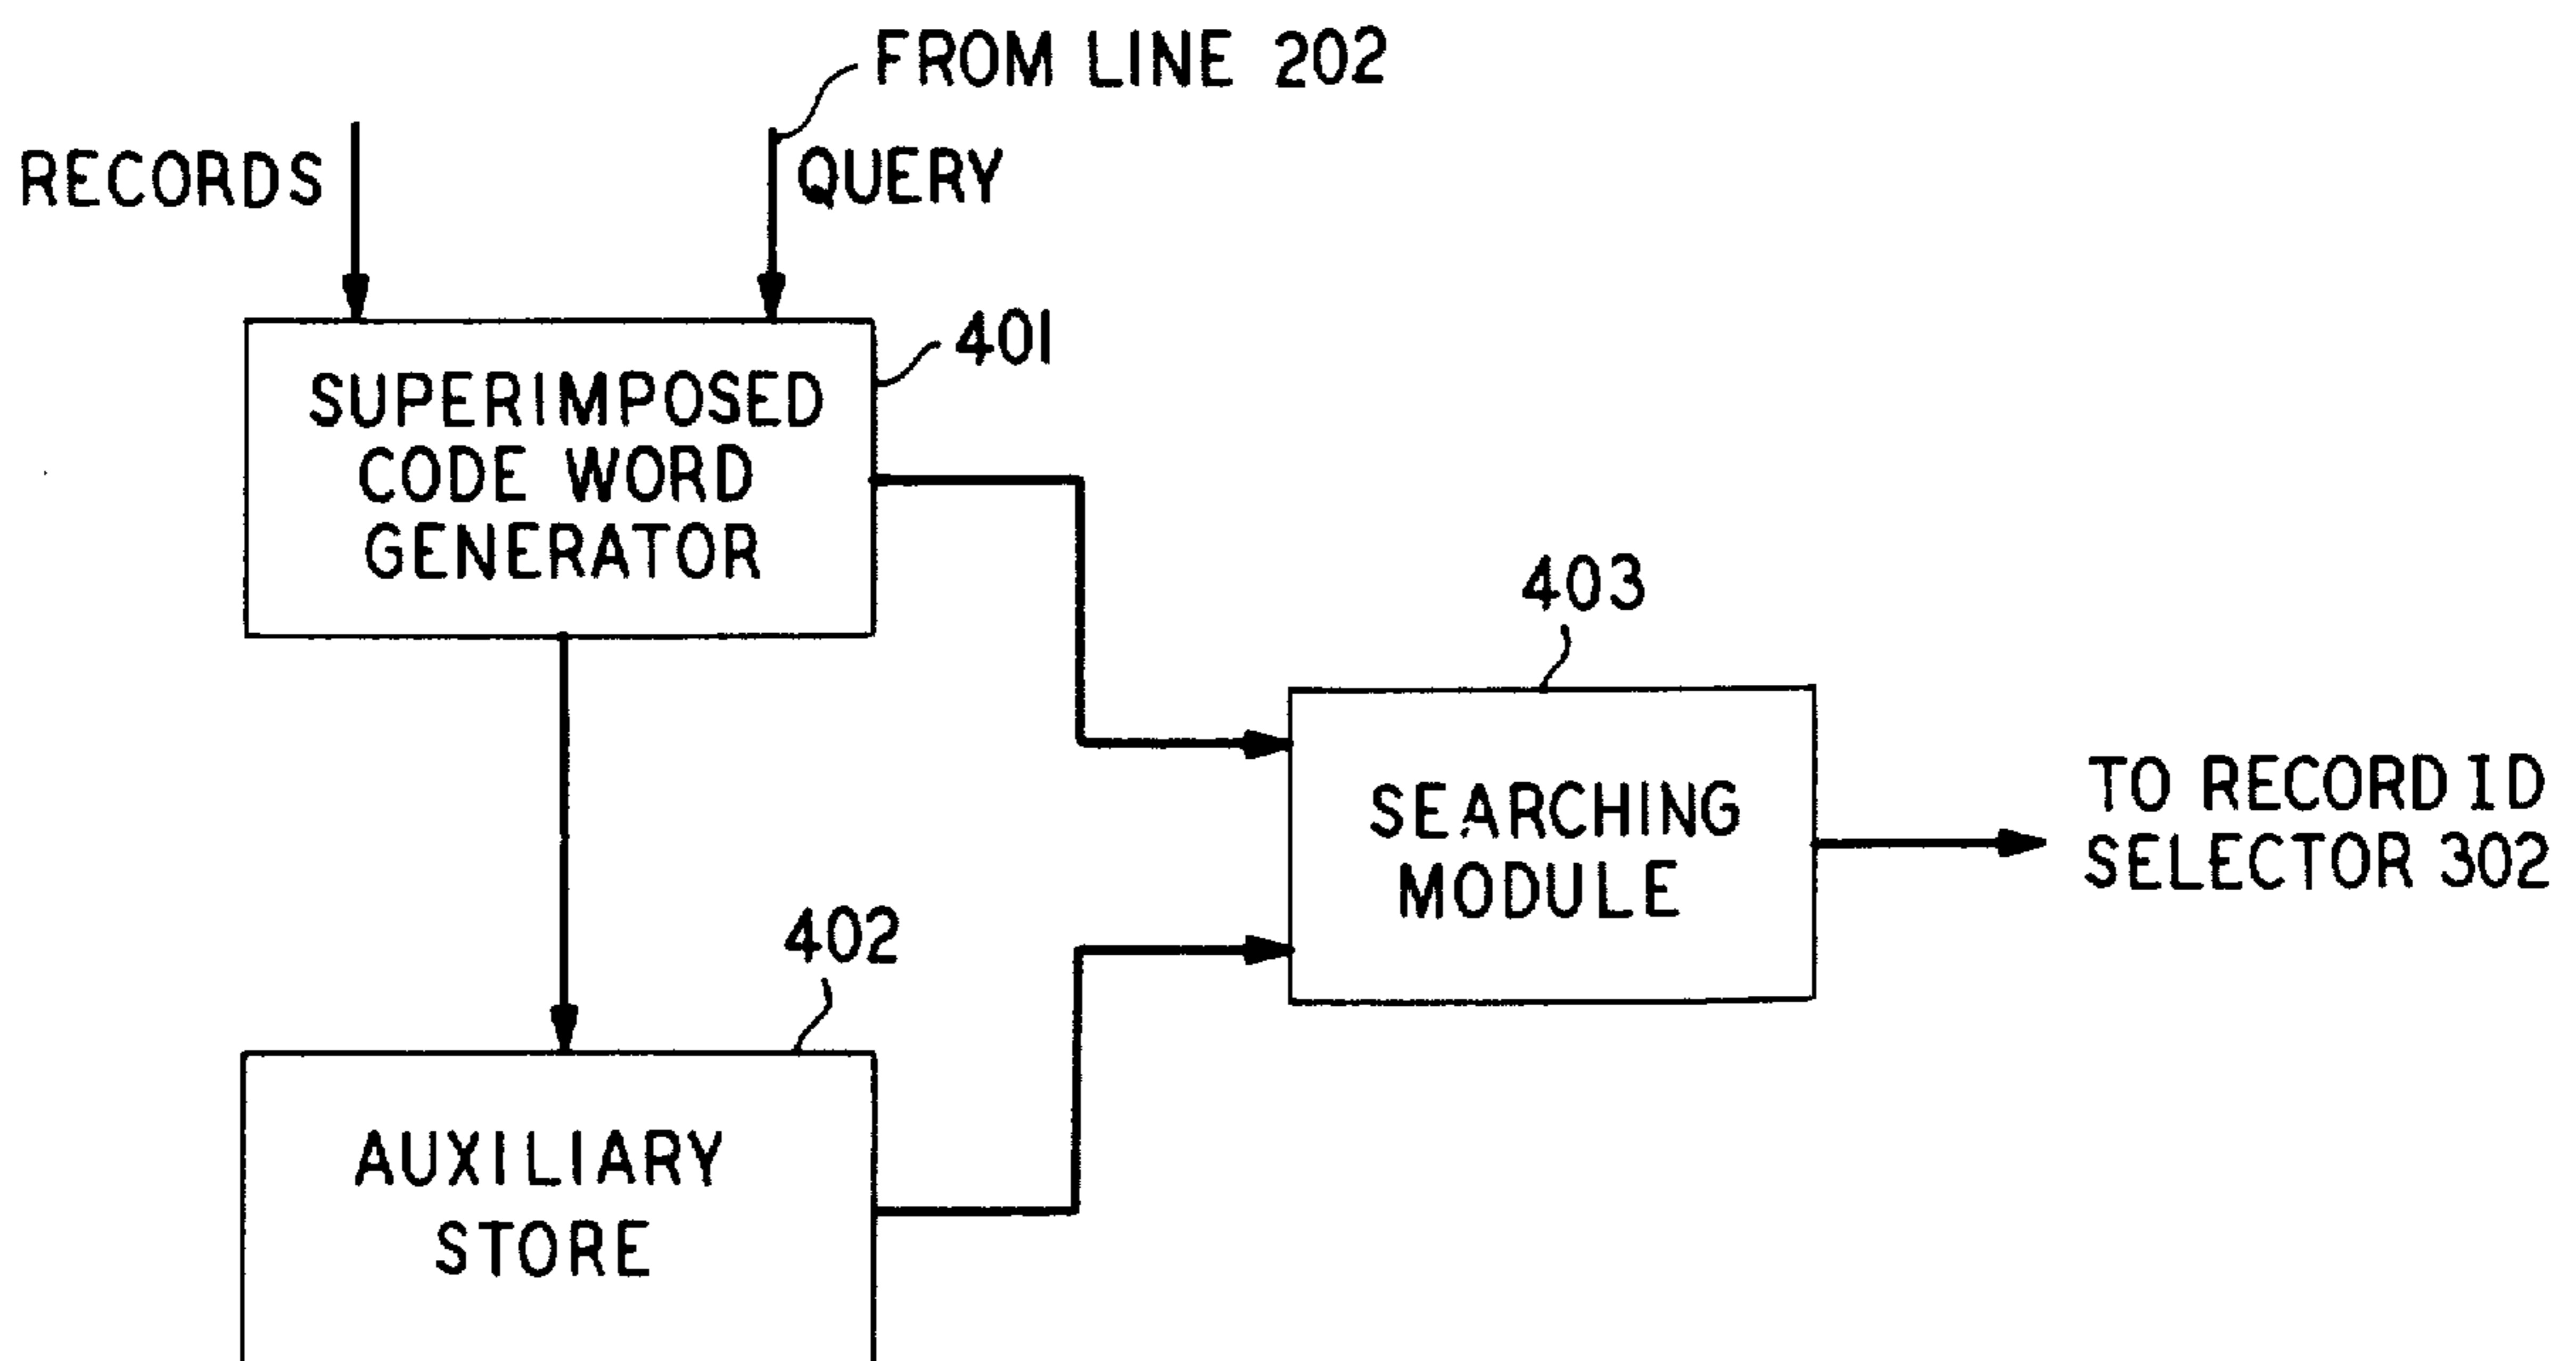 FROM LINE 202
RECORDS
QUERY
401
SUPERIMPOSED
CODE WORD
GENERATOR
403
SEARCHING
MODULE
TO RECORD ID
SELECTOR 302
402
AUXILIARY
STORE